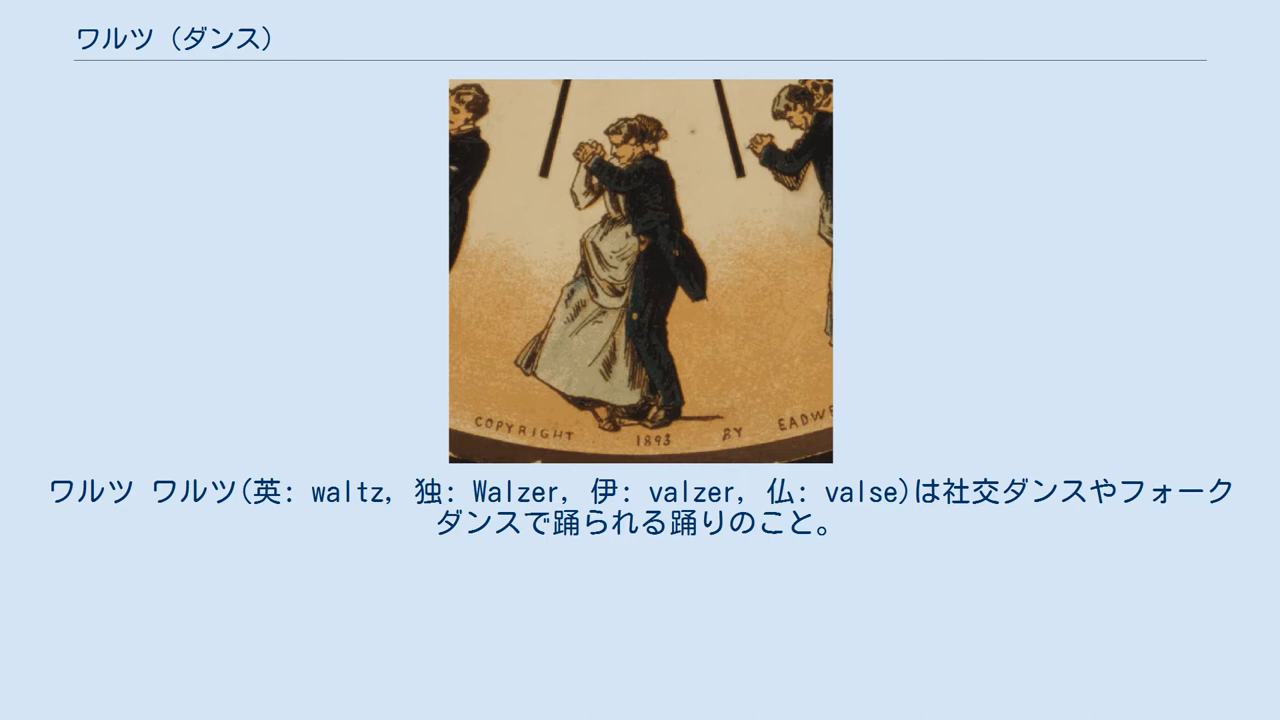 ワルツ（ダンス）
COPYRIGHT 1893 BY EADWE
ワルツ ワルツ(英: waltz, 独: Walzer, 伊: valzer, 仏: valse)は社交ダンスやフォーク
ダンスで踊られる踊りのこと。